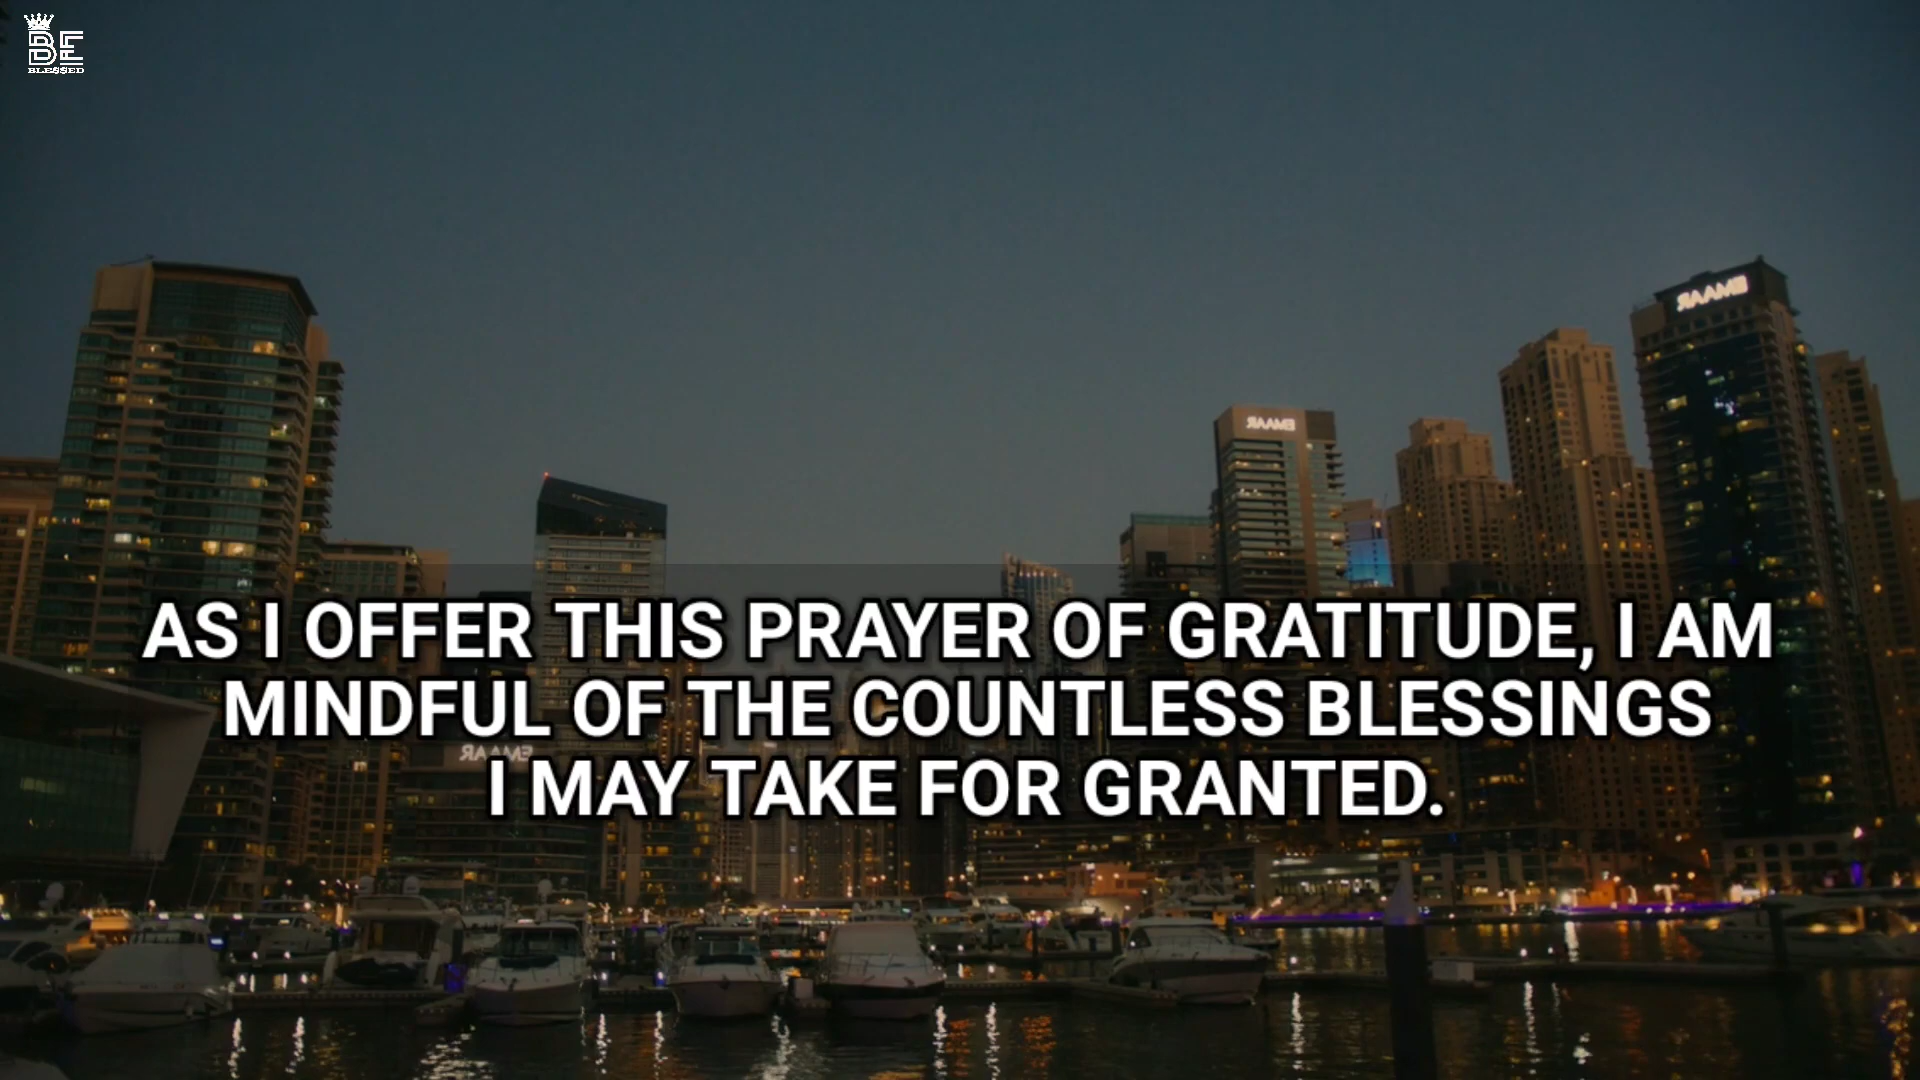 BE
BLESSED
EMAAR
EMAAR
AS I OFFER THIS PRAYER OF GRATITUDE, I AM
MINDFUL OF THE COUNTLESS BLESSINGS
EMAAR
I MAY TAKE FOR GRANTED.